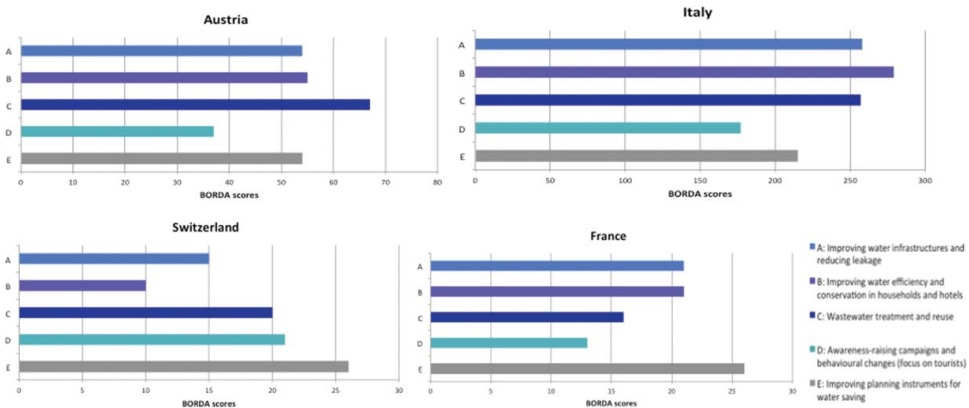 Austria
A
B
C
D
E
0 10 20 30 40 50 60 70 80
BORDA scores
Italy
A
B
C
D
E
0 50 100 150 200 250 300
BORDA scores
Switzerland
A
B
C
D
E
0 5 10 15 20 25 30
BORDA scores
France
A
B
C
D
E
0 5 10 15 20 25 30
BORDA scores
A: Improving water infrastructures and
reducing leakage
B: Improving water efficiency and
conservation in households and hotels
C: Wastewater treatment and reuse
D: Awareness-raising campaigns and
behavioural changes (focus on tourists)
E: Improving planning instruments for
water saving